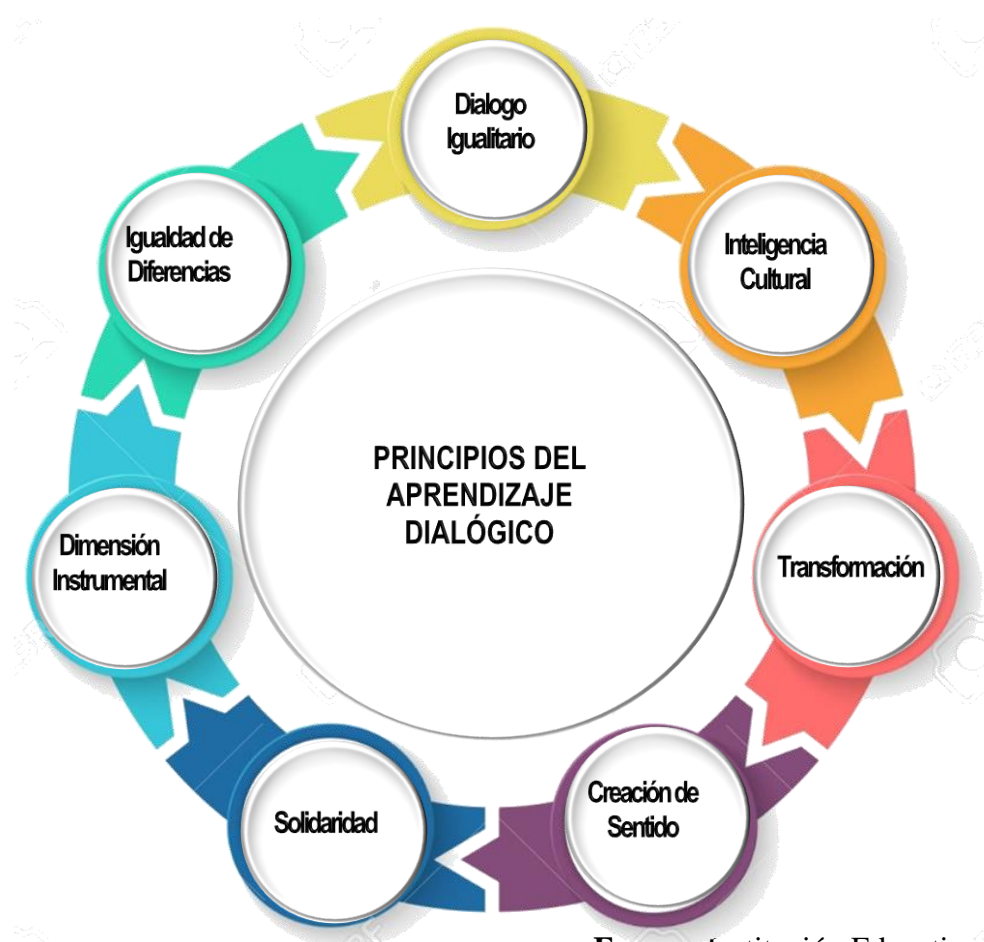 Dialogo
Igualitario
Igualdad de
Diferencias
Inteligencia
Cultural
PRINCIPIOS DEL
APRENDIZAJE
DIALÓGICO
Dimensión
Instrumental
Transformación
Creación de
Sentido
Solidaridad